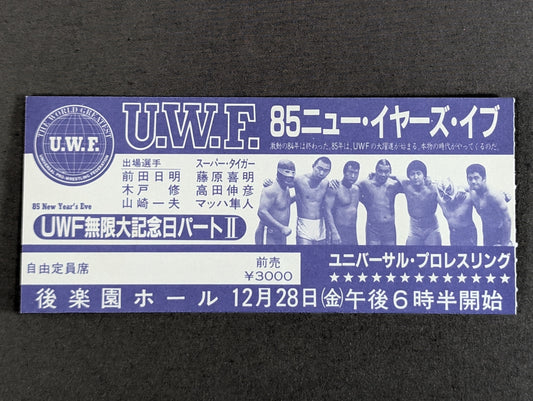 THE WORLD GREATEST
U.W.F.
UNIVERSAL PRO-WRESTLING FEDERATION
85 New Year's Eve
U.W.F.
85ニュー・イヤーズ・イブ
激動の84年は終わった。85年は、UWFの大躍進が始まる。本物の時代がやってくるのだ。
出場選手
スーパー・タイガー
前田日明
藤原喜明
木戸 修
高田伸彦
山崎一夫
マッハ隼人
UWF無限大記念日パートⅡ
自由定員席
前売
¥3000
ユニバーサル・プロレスリング
★★★★★★★★★★★★★
後楽園ホール 12月28日(金)午後6時半開始